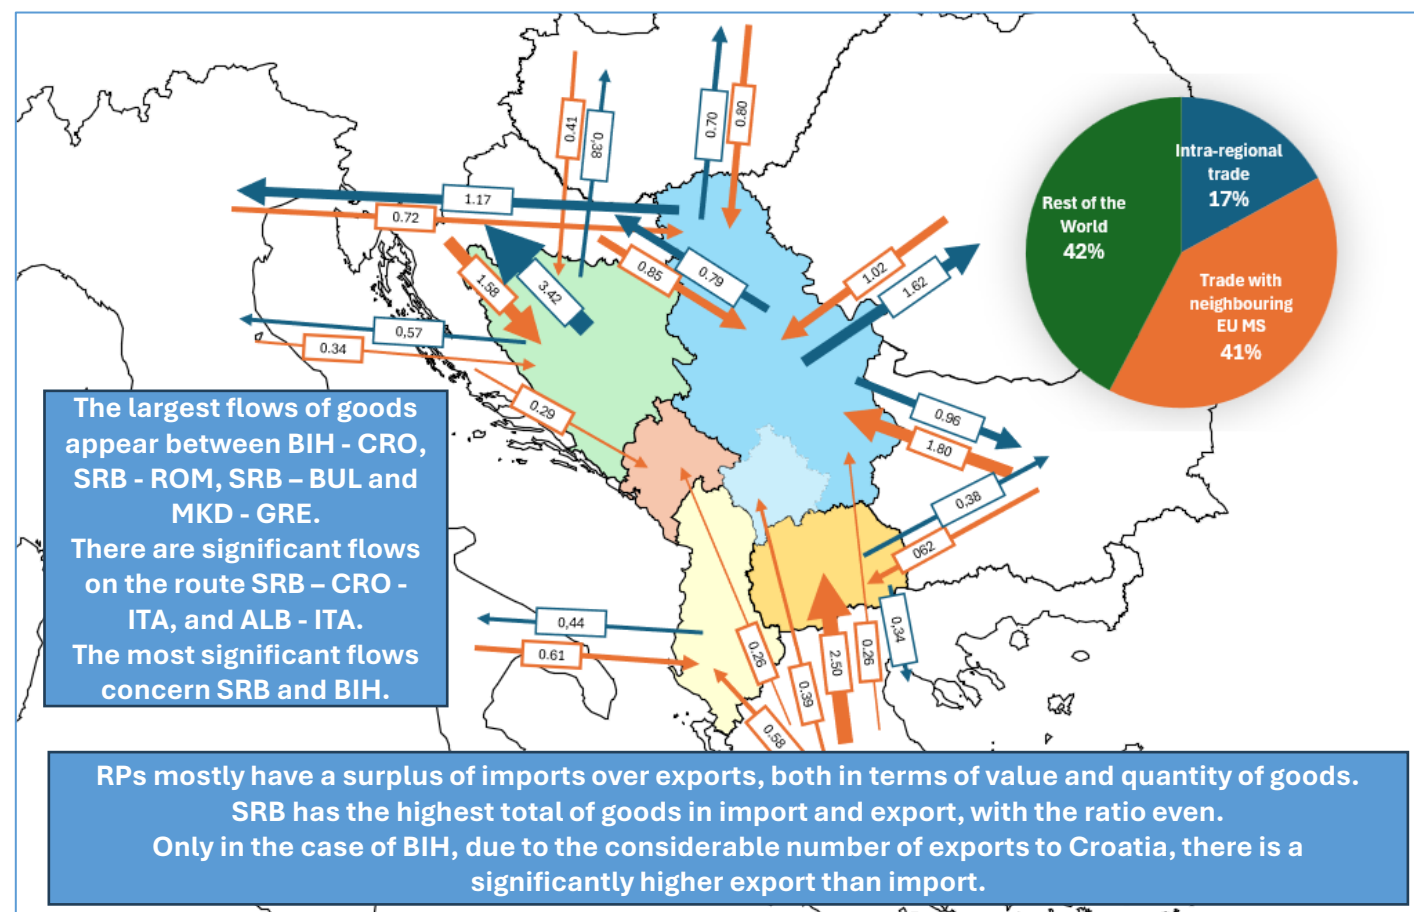 0.41
0,38
0.70
0.80
1.17
0.72
0.85
0.79
1.02
1.62
1.58
3.42
0,57
0.34
0.29
0.96
1.80
0,38
062
0,34
0,44
0.61
0.26
0.39
2.50
0.26
0.58
Intra-regional
trade
17%
Rest of the
World
42%
Trade with
neighbouring
EU MS
41%
The largest flows of goods
appear between BIH - CRO,
SRB - ROM, SRB – BUL and
MKD - GRE.
There are significant flows
on the route SRB – CRO -
ITA, and ALB - ITA.
The most significant flows
concern SRB and BIH.
RPs mostly have a surplus of imports over exports, both in terms of value and quantity of goods.
SRB has the highest total of goods in import and export, with the ratio even.
Only in the case of BIH, due to the considerable number of exports to Croatia, there is a
significantly higher export than import.